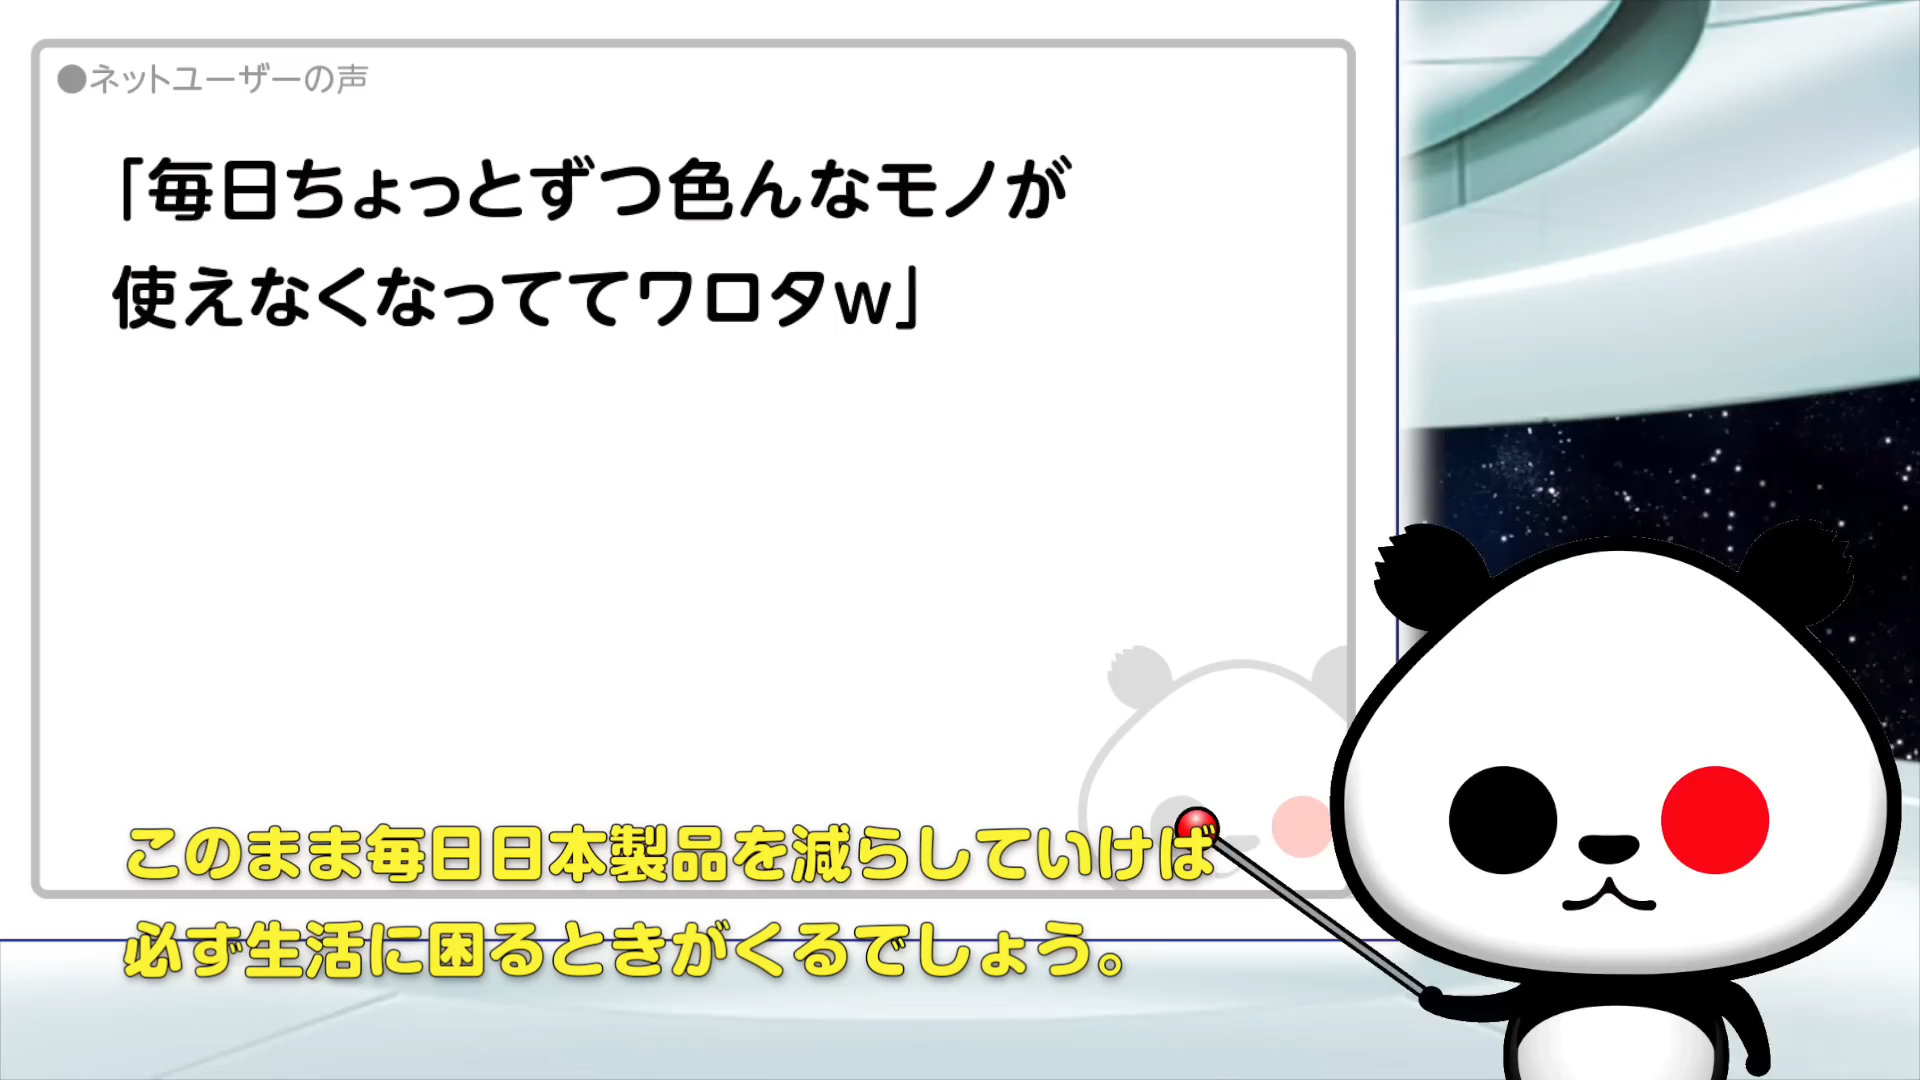 ●ネットユーザーの声
「毎日ちょっとずつ色んなモノが
使えなくなっててワロタw」
このまま毎日日本製品を減らしていけば
必ず生活に困るときがくるでしょう。